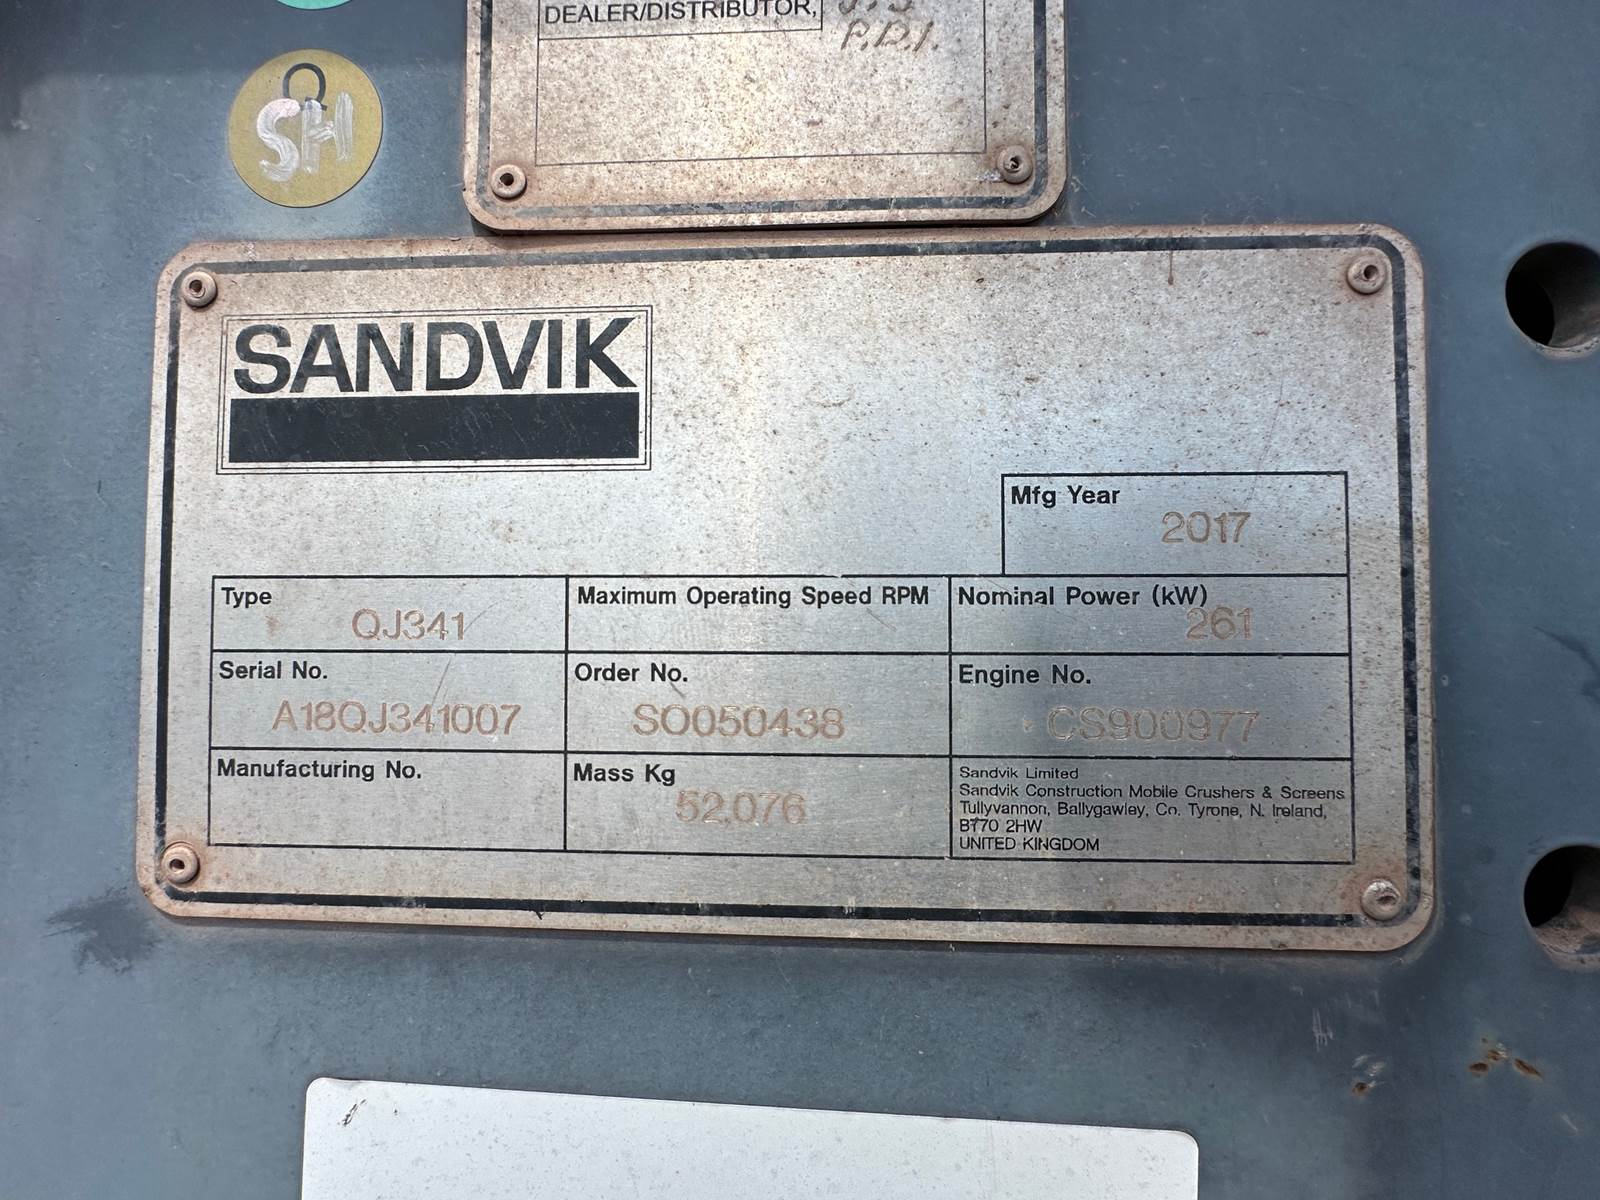 DEALER/DISTRIBUTOR,
P.D.I.
Q
SH
SANDVIK
Mfg Year
2017
Type
QJ341
Maximum Operating Speed RPM
Nominal Power (kW)
261
Serial No.
A18QJ341007
Order No.
SO050438
Engine No.
CS900977
Manufacturing No.
Mass Kg
52,076
Sandvik Limited
Sandvik Construction Mobile Crushers & Screens
Tullyvannon, Ballygawley, Co. Tyrone, N. Ireland,
BT70 2HW
UNITED KINGDOM